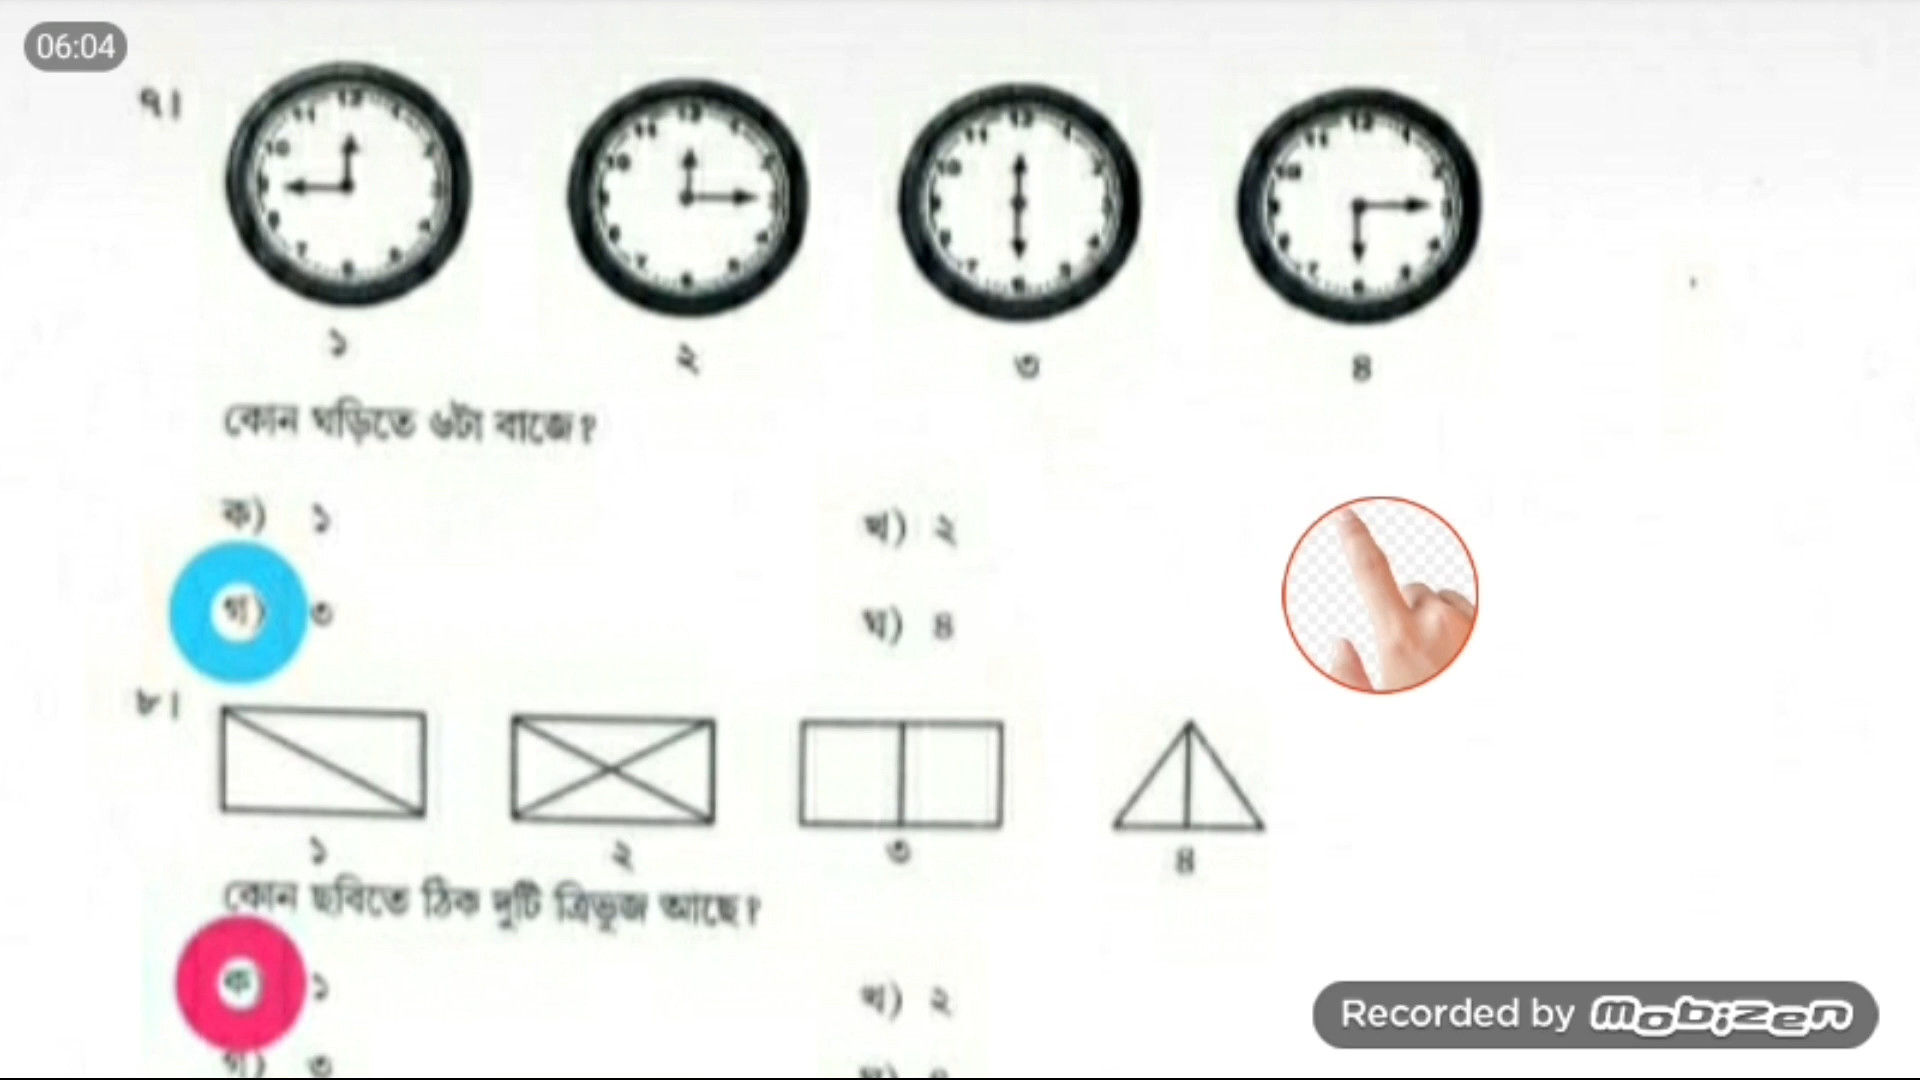 06:04
৭।
১ ২ ৩ ৪
কোন ঘড়িতে ৬টা বাজে?
ক) ১ খ) ২
গ) ৩ ঘ) ৪
৮।
১ ২ ৩ ৪
কোন ছবিতে ঠিক দুটি ত্রিভুজ আছে?
ক ১ খ) ২
গ) ৩
Recorded by mobizen